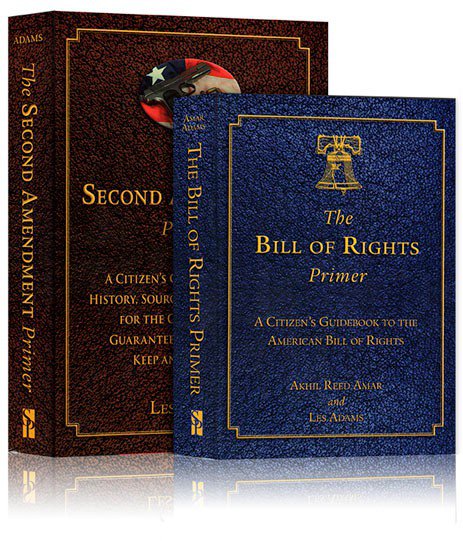 ADAMS
The SECOND AMENDMENT Primer
SECOND
A CITIZEN'S
HISTORY, SOURC
FOR THE
GUARANTEE
KEEP AN
LES
AMAR
ADAMS
THE BILL OF RIGHTS PRIMER
The
BILL OF RIGHTS
Primer
A CITIZEN'S GUIDEBOOK TO THE
AMERICAN BILL OF RIGHTS
AKHIL REED AMAR
and
LES ADAMS